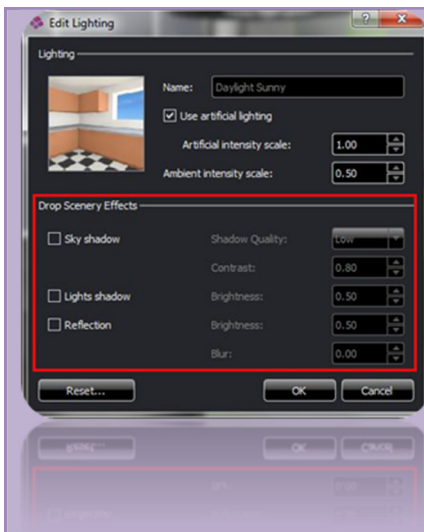 Edit Lighting
Lighting
Name: Daylight Sunny
Use artificial lighting
Artificial intensity scale: 1.00
Ambient intensity scale: 0.50
Drop Scenery Effects
Sky shadow Shadow Quality: Low
Contrast: 0.80
Lights shadow Brightness: 0.50
Reflection Brightness: 0.50
Blur: 0.00
Reset... OK Cancel